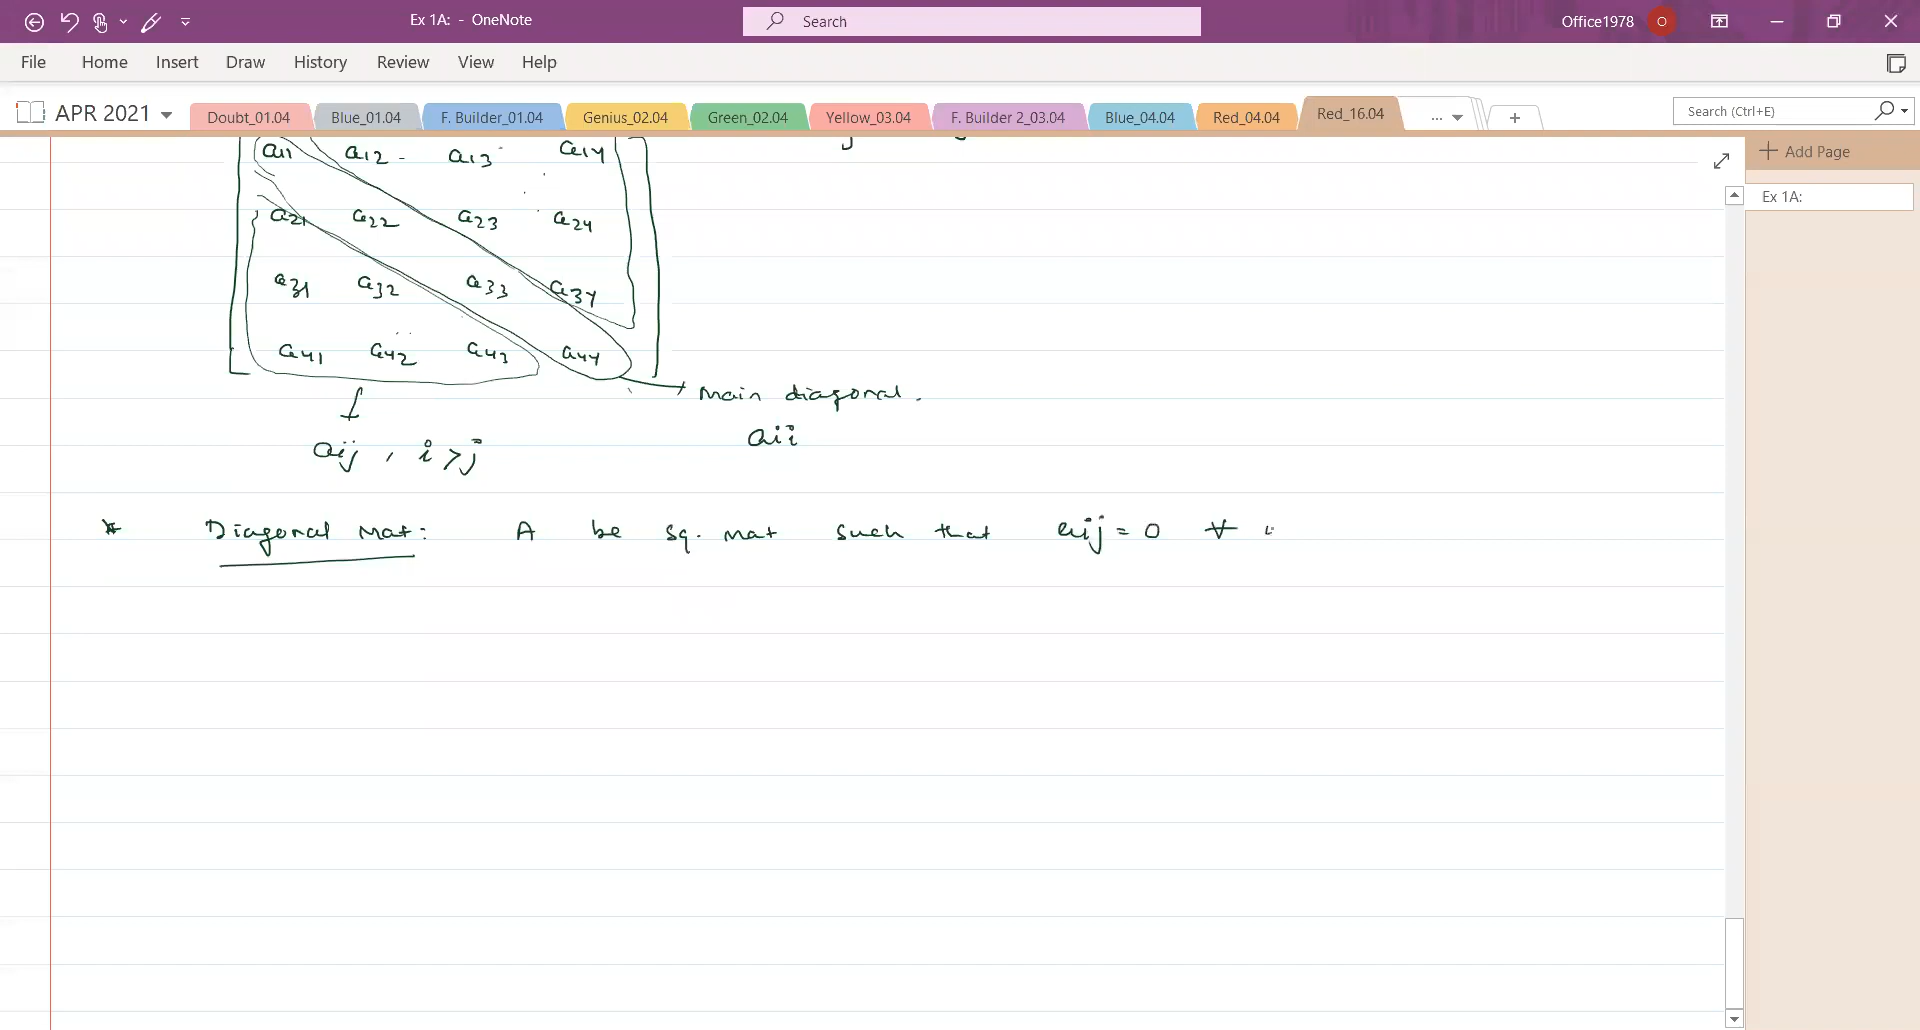 Ex 1A: - OneNote
Search
Office1978
O
File Home Insert Draw History Review View Help
APR 2021
Doubt_01.04
Blue_01.04
F. Builder_01.04
Genius_02.04
Green_02.04
Yellow_03.04
F. Builder 2_03.04
Blue_04.04
Red_04.04
Red_16.04
...
+
Search (Ctrl+E)
Add Page
Ex 1A:
a11 a12 a13 a14
a21 a22 a23 a24
a31 a32 a33 a34
a41 a42 a43 a44
Main diagonal.
aij , i > j
aii
* Diagonal Mat: A be sq. mat such that aij = 0 ∀